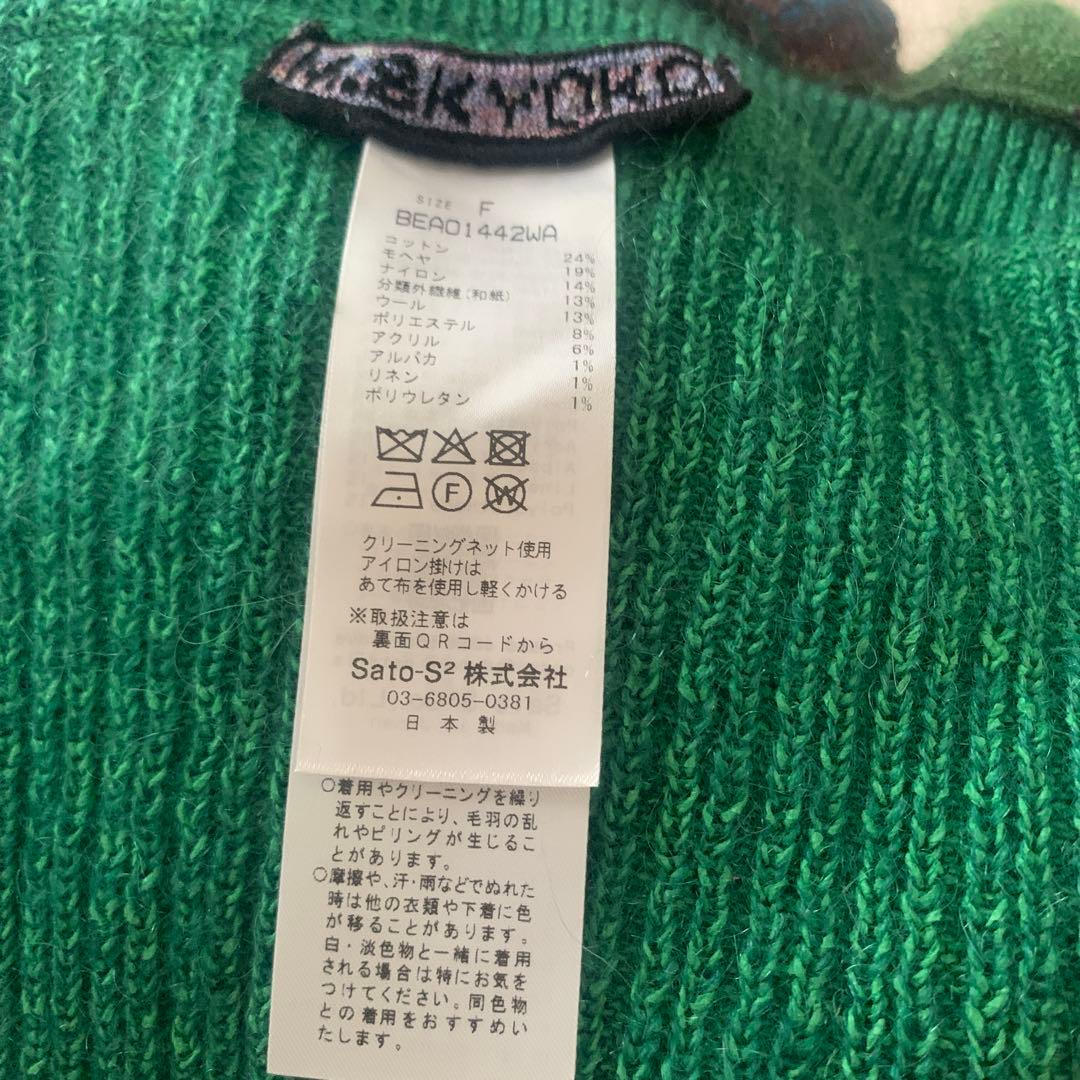 M.&KYOKO
SIZE F
BEA01442WA
コットン 24%
モヘヤ 19%
ナイロン 14%
分類外繊維(和紙) 13%
ウール 13%
ポリエステル 8%
アクリル 6%
アルパカ 1%
リネン 1%
ポリウレタン 1%
F
W
クリーニングネット使用
アイロン掛けは
あて布を使用し軽くかける
※取扱注意は
裏面QRコードから
Sato-S² 株式会社
03-6805-0381
日本製
○着用やクリーニングを繰り
返すことにより、毛羽の乱
れやピリングが生じるこ
とがあります。
○摩擦や、汗・雨などでぬれた
時は他の衣類や下着に色
が移ることがあります。
白・淡色物と一緒に着用
される場合は特にお気を
つけてください。同色物
との着用をおすすめい
たします。